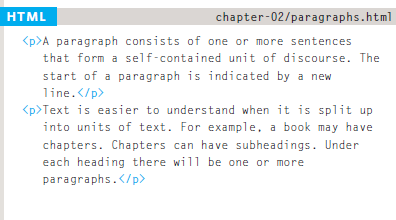 HTML chapter-02/paragraphs.html
<p>A paragraph consists of one or more sentences
that form a self-contained unit of discourse. The
start of a paragraph is indicated by a new
line.</p>
<p>Text is easier to understand when it is split up
into units of text. For example, a book may have
chapters. Chapters can have subheadings. Under
each heading there will be one or more
paragraphs.</p>